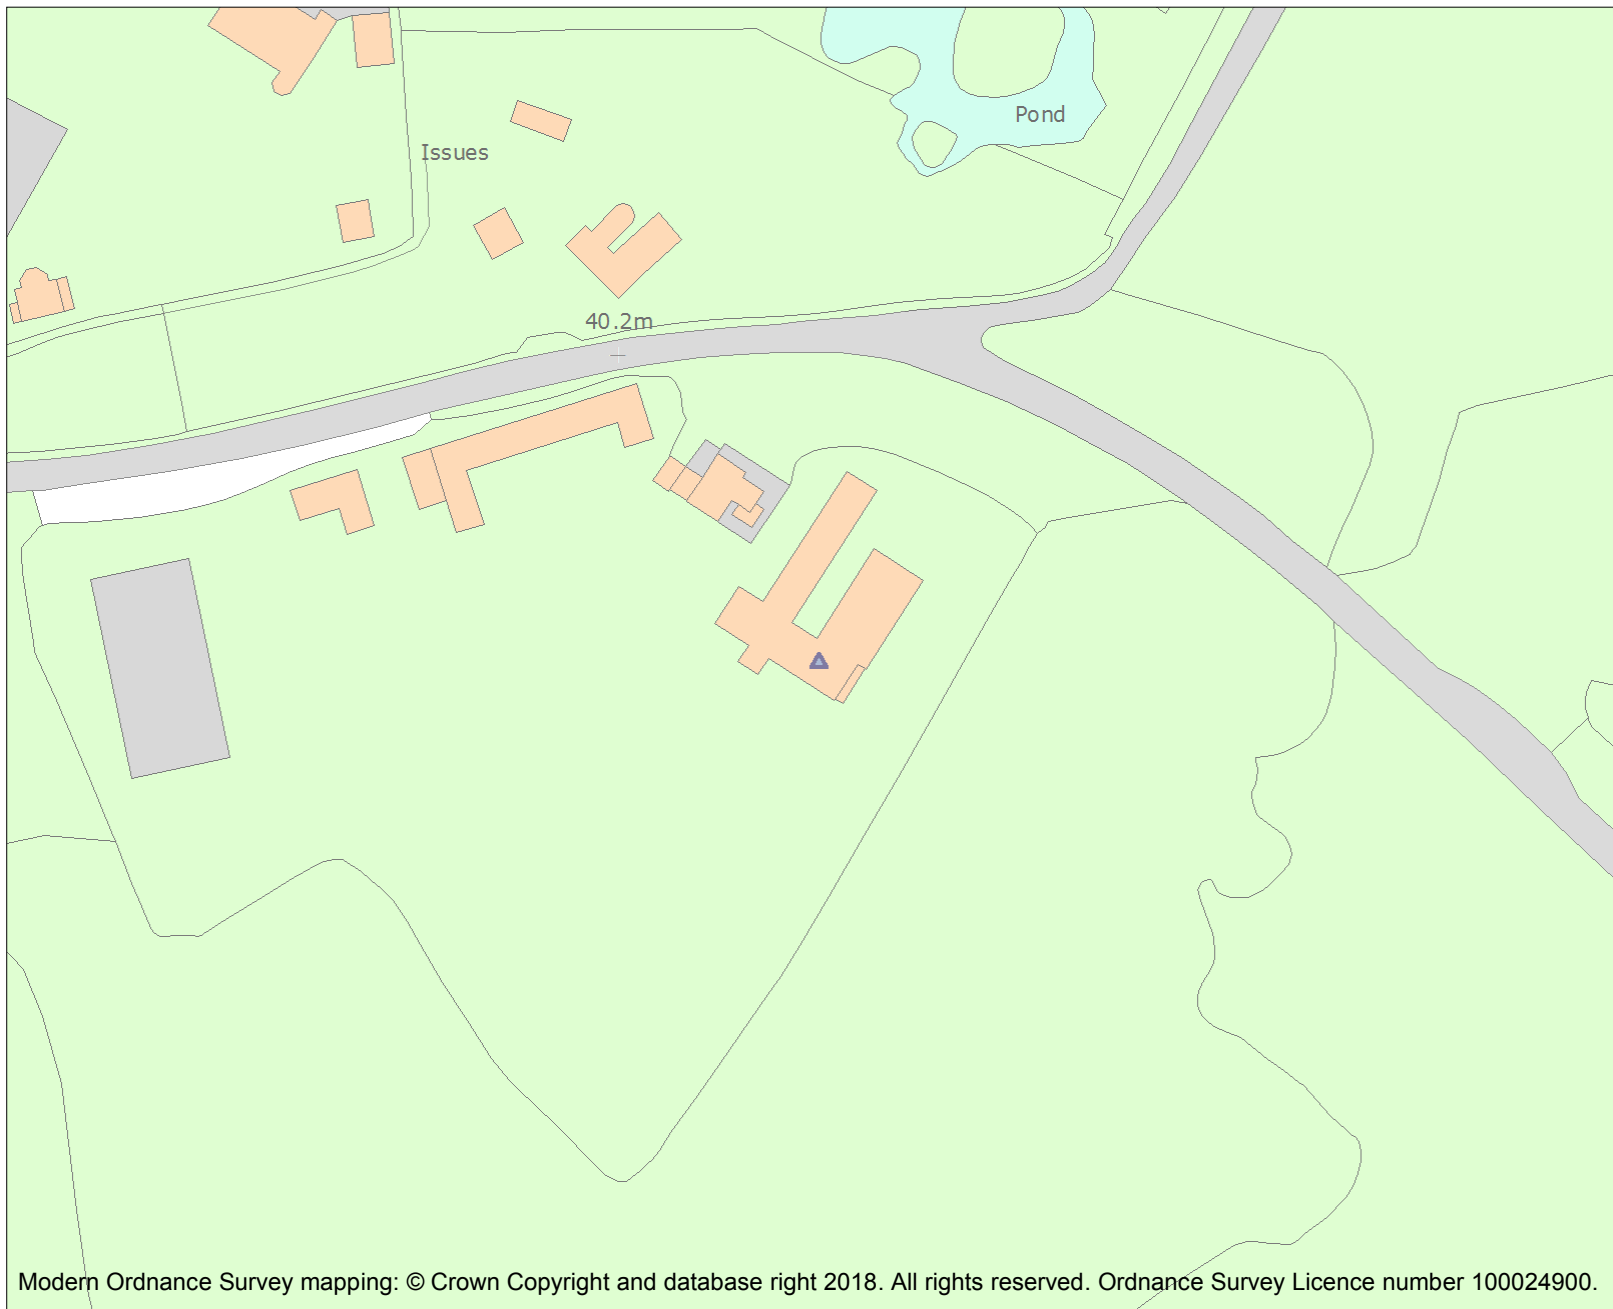 Pond
Issues
40.2m
Modern Ordnance Survey mapping: © Crown Copyright and database right 2018. All rights reserved. Ordnance Survey Licence number 100024900.